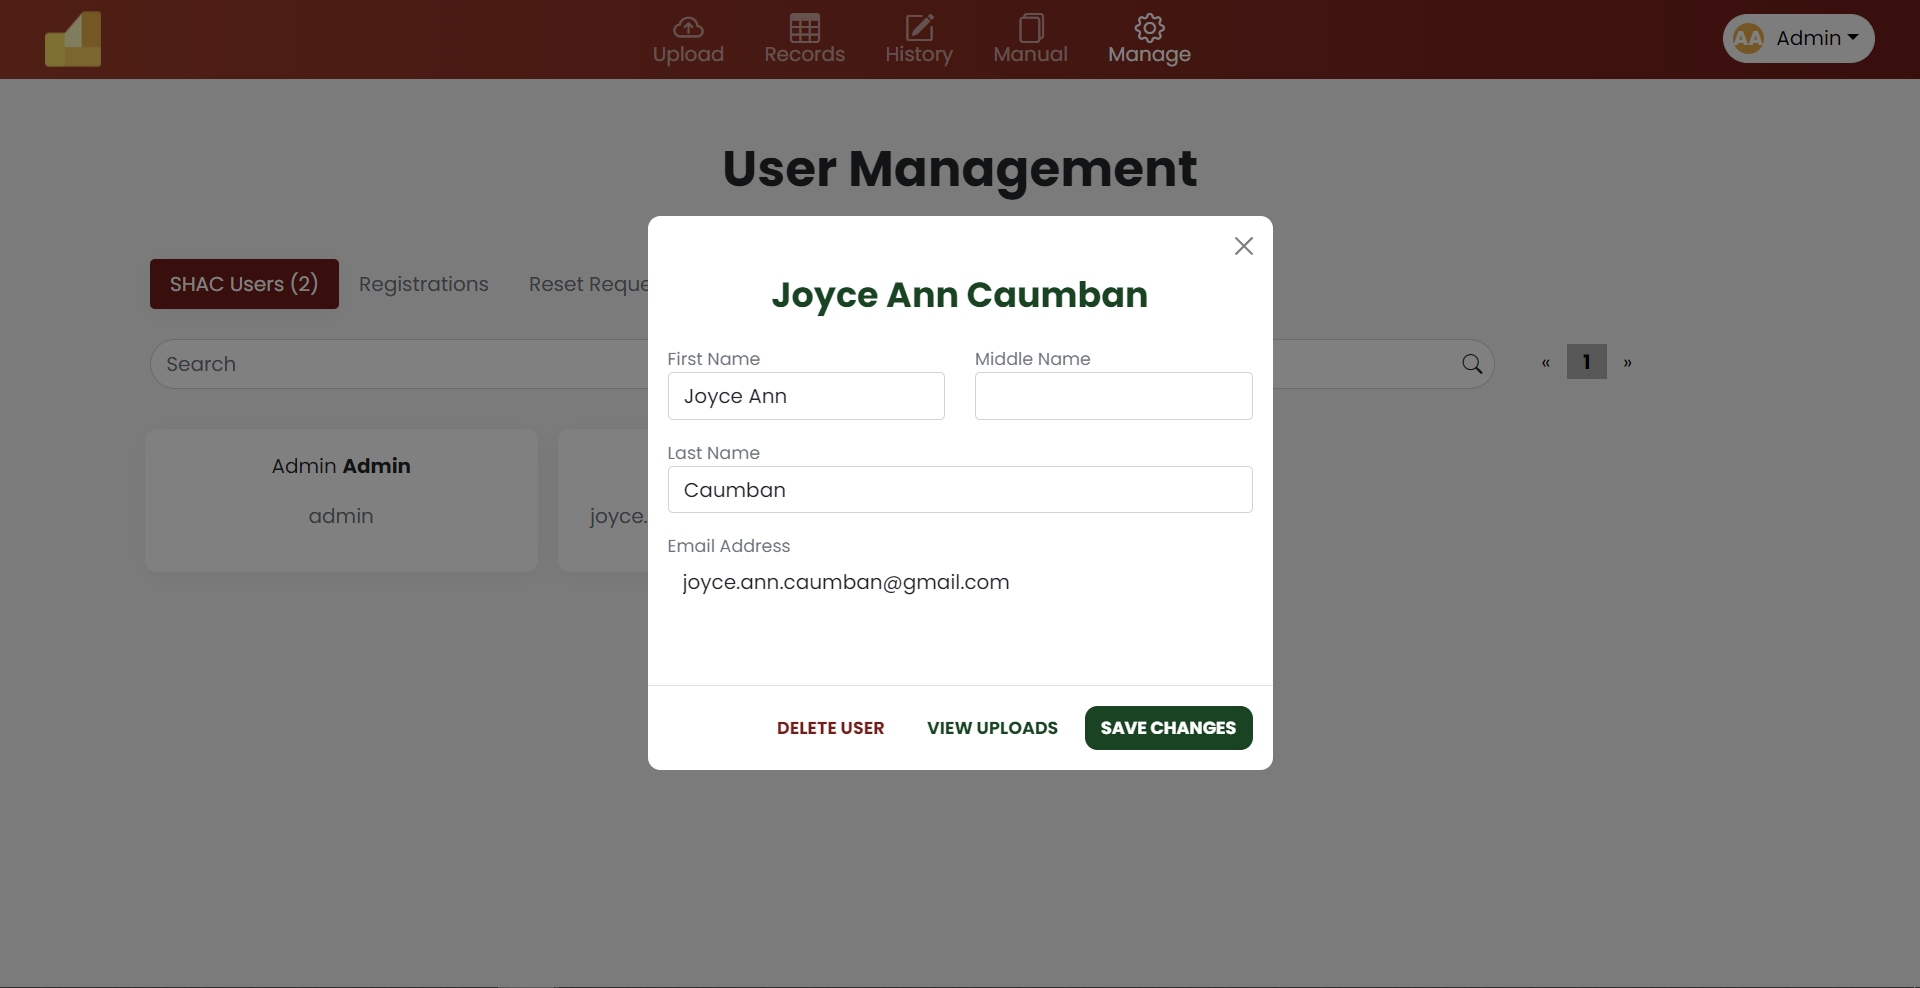 Upload Records History Manual Manage
AA Admin
User Management
SHAC Users (2) Registrations Reset Reque
Search
« 1 »
Admin Admin
admin
joyce.
Joyce Ann Caumban
First Name Middle Name
Joyce Ann
Last Name
Caumban
Email Address
joyce.ann.caumban@gmail.com
DELETE USER VIEW UPLOADS SAVE CHANGES